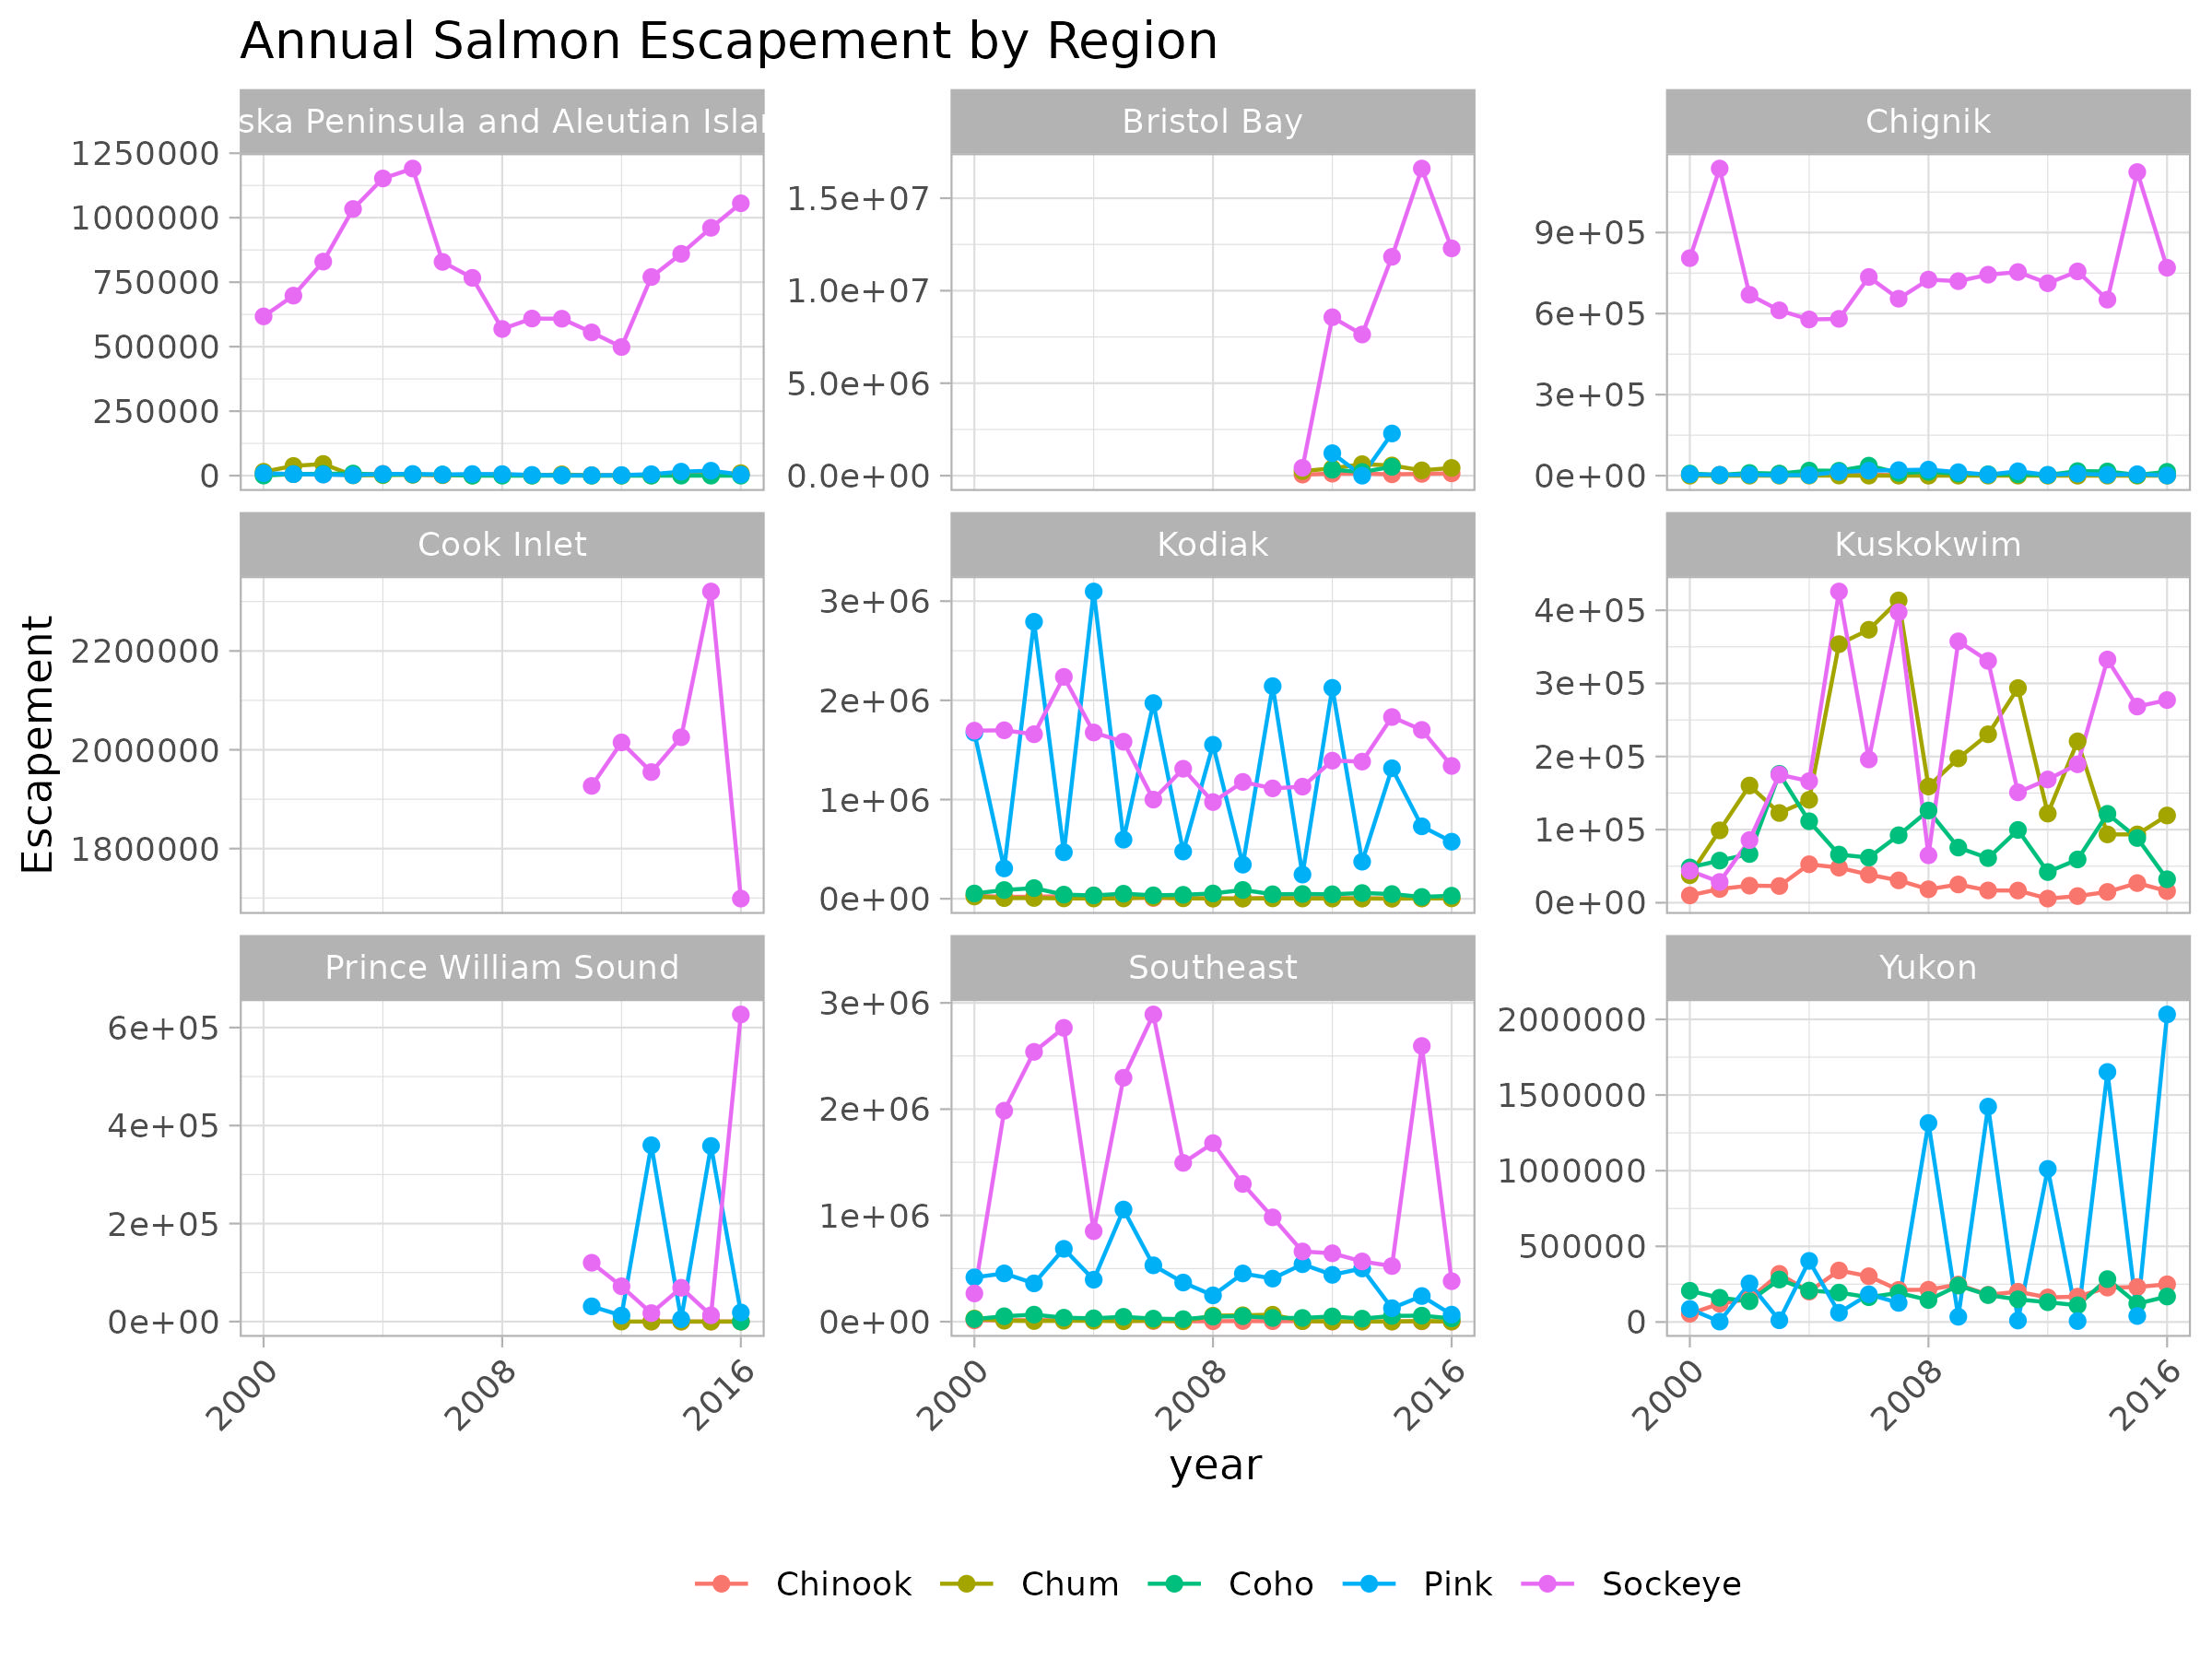 Annual Salmon Escapement by Region
ska Peninsula and Aleutian Islan
1250000
1000000
750000
500000
250000
0
Bristol Bay
1.5e+07
1.0e+07
5.0e+06
0.0e+00
Chignik
9e+05
6e+05
3e+05
0e+00
Escapement
Cook Inlet
2200000
2000000
1800000
Kodiak
3e+06
2e+06
1e+06
0e+00
Kuskokwim
4e+05
3e+05
2e+05
1e+05
0e+00
Prince William Sound
6e+05
4e+05
2e+05
0e+00
2000 2008 2016
Southeast
3e+06
2e+06
1e+06
0e+00
2000 2008 2016
Yukon
2000000
1500000
1000000
500000
0
2000 2008 2016
year
Chinook Chum Coho Pink Sockeye